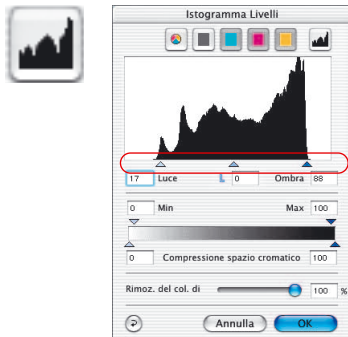 Istogramma Livelli
17 Luce 0 Ombra 88
0 Min Max 100
0 Compressione spazio cromatico 100
Rimoz. del col. di 100 %
Annulla OK